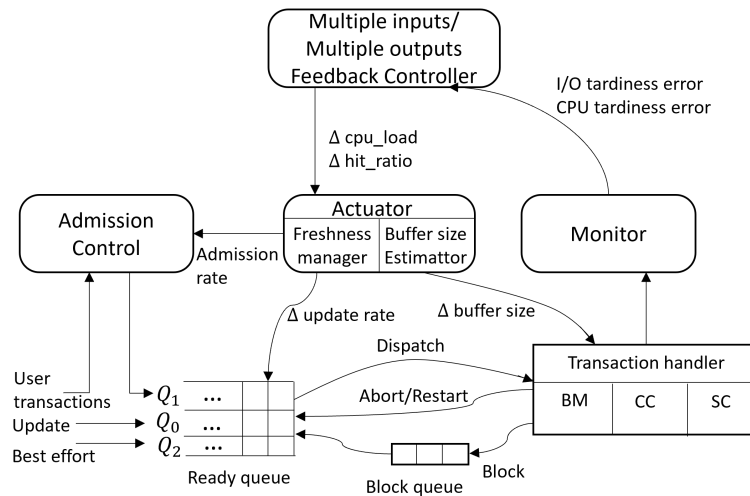 Multiple inputs/
Multiple outputs
Feedback Controller
I/O tardiness error
CPU tardiness error
Δ cpu_load
Δ hit_ratio
Admission
Control
Actuator
Freshness
manager
Buffer size
Estimattor
Monitor
Admission
rate
Δ update rate
Δ buffer size
Dispatch
Transaction handler
BM
CC
SC
Abort/Restart
User
transactions
Update
Best effort
Q₁ ...
Q₀ ...
Q₂ ...
Ready queue
Block queue
Block